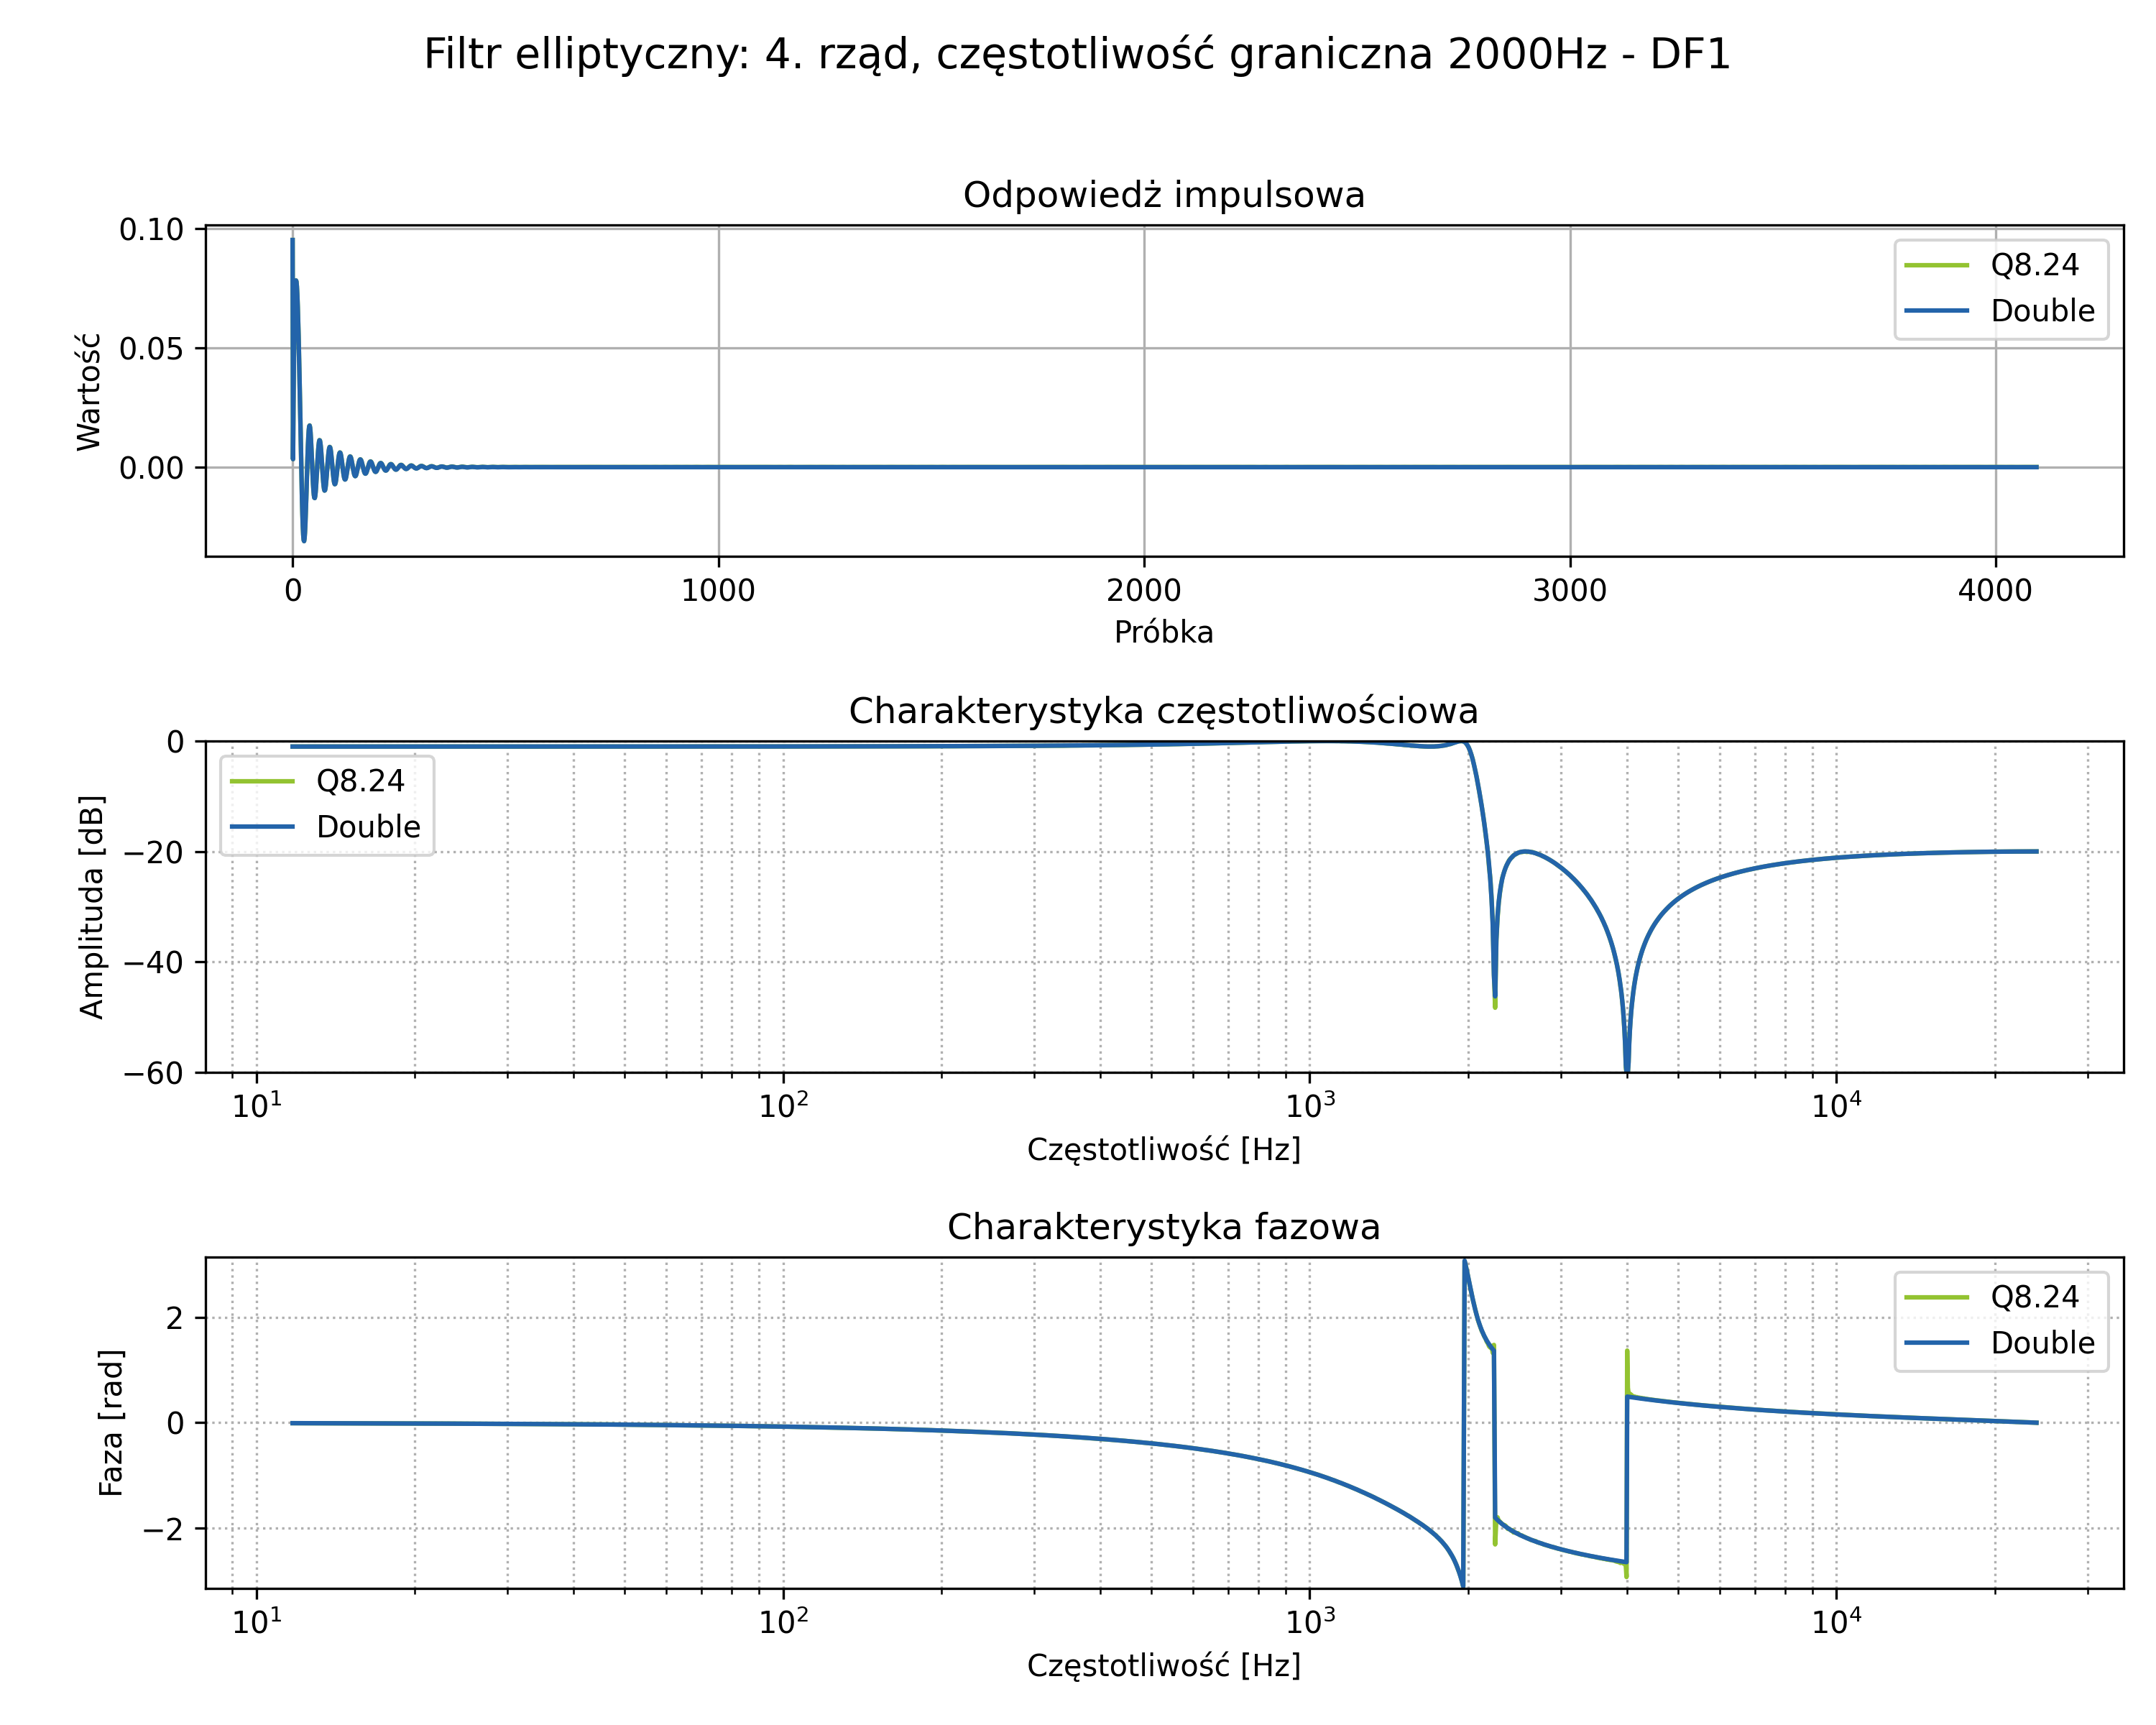 Filtr elliptyczny: 4. rząd, częstotliwość graniczna 2000Hz - DF1
Odpowiedż impulsowa
0.10
0.05
0.00
Wartość
Q8.24
Double
0
1000
2000
3000
4000
Próbka
Charakterystyka częstotliwościowa
0
−20
−40
−60
Amplituda [dB]
Q8.24
Double
10¹
10²
10³
10⁴
Częstotliwość [Hz]
Charakterystyka fazowa
2
0
−2
Faza [rad]
Q8.24
Double
10¹
10²
10³
10⁴
Częstotliwość [Hz]